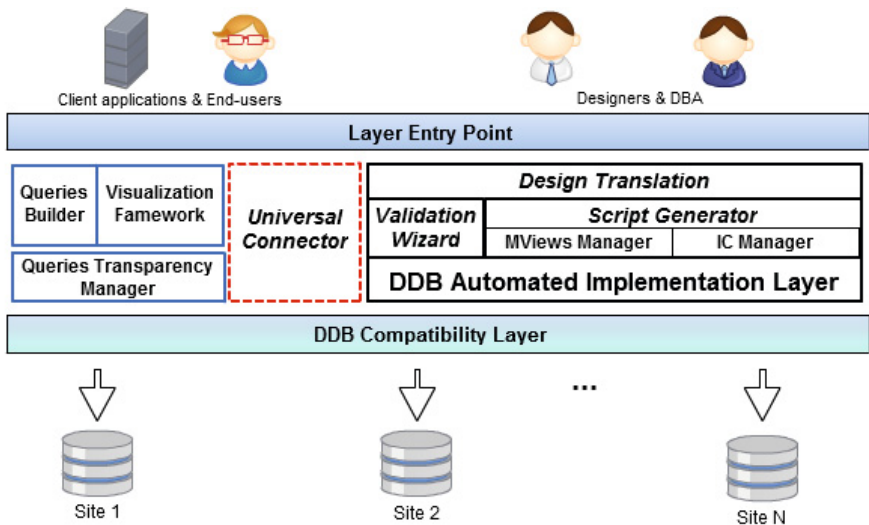 Client applications & End-users
Designers & DBA
Layer Entry Point
Queries
Builder
Visualization
Famework
Queries Transparency
Manager
Universal
Connector
Design Translation
Validation
Wizard
Script Generator
MViews Manager
IC Manager
DDB Automated Implementation Layer
DDB Compatibility Layer
...
Site 1
Site 2
Site N